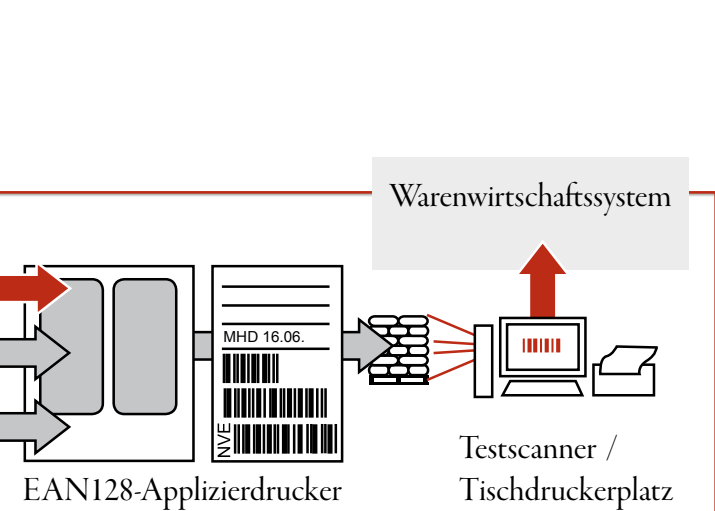 Warenwirtschaftssystem
MHD 16.06.
NVE
EAN128-Applizierdrucker
Testscanner /
Tischdruckerplatz